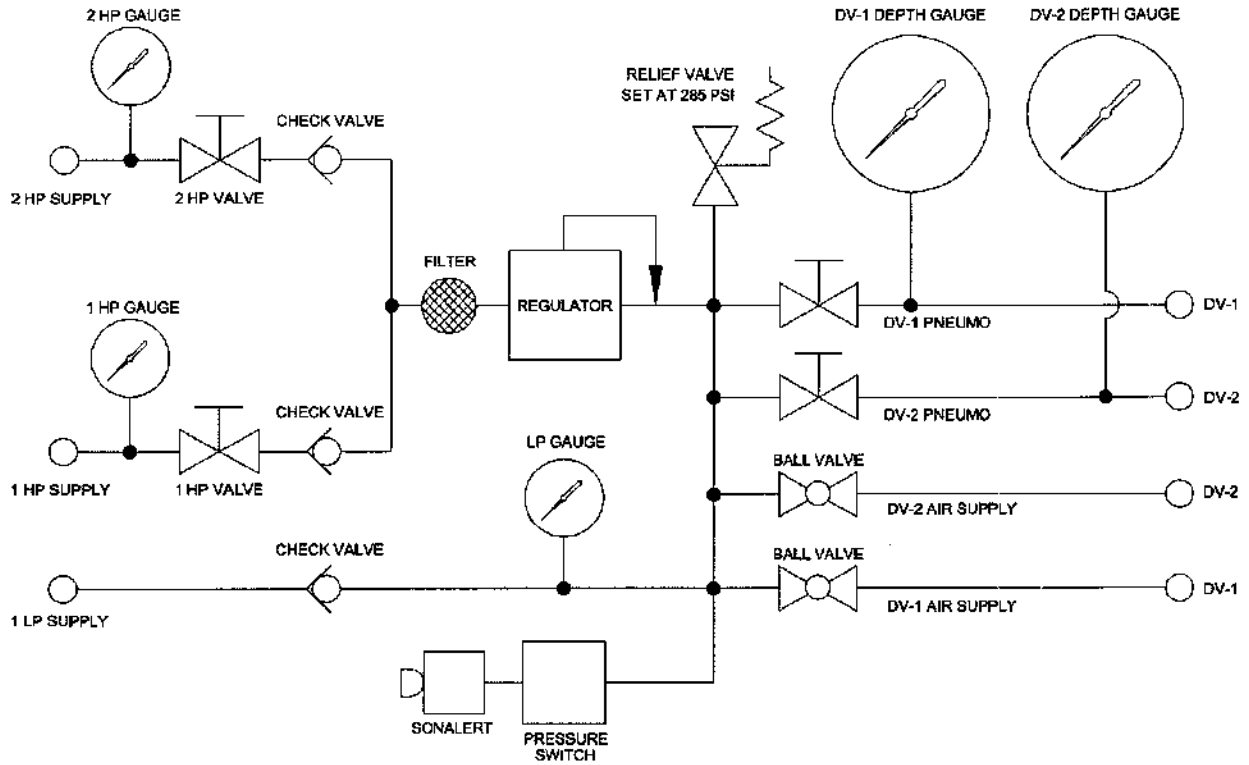 2 HP GAUGE
DV-1 DEPTH GAUGE
DV-2 DEPTH GAUGE
RELIEF VALVE
SET AT 285 PSI
CHECK VALVE
2 HP SUPPLY
2 HP VALVE
FILTER
REGULATOR
1 HP GAUGE
DV-1 PNEUMO
DV-1
CHECK VALVE
DV-2 PNEUMO
DV-2
LP GAUGE
BALL VALVE
1 HP SUPPLY
1 HP VALVE
DV-2 AIR SUPPLY
DV-2
CHECK VALVE
BALL VALVE
1 LP SUPPLY
DV-1 AIR SUPPLY
DV-1
SONALERT
PRESSURE
SWITCH